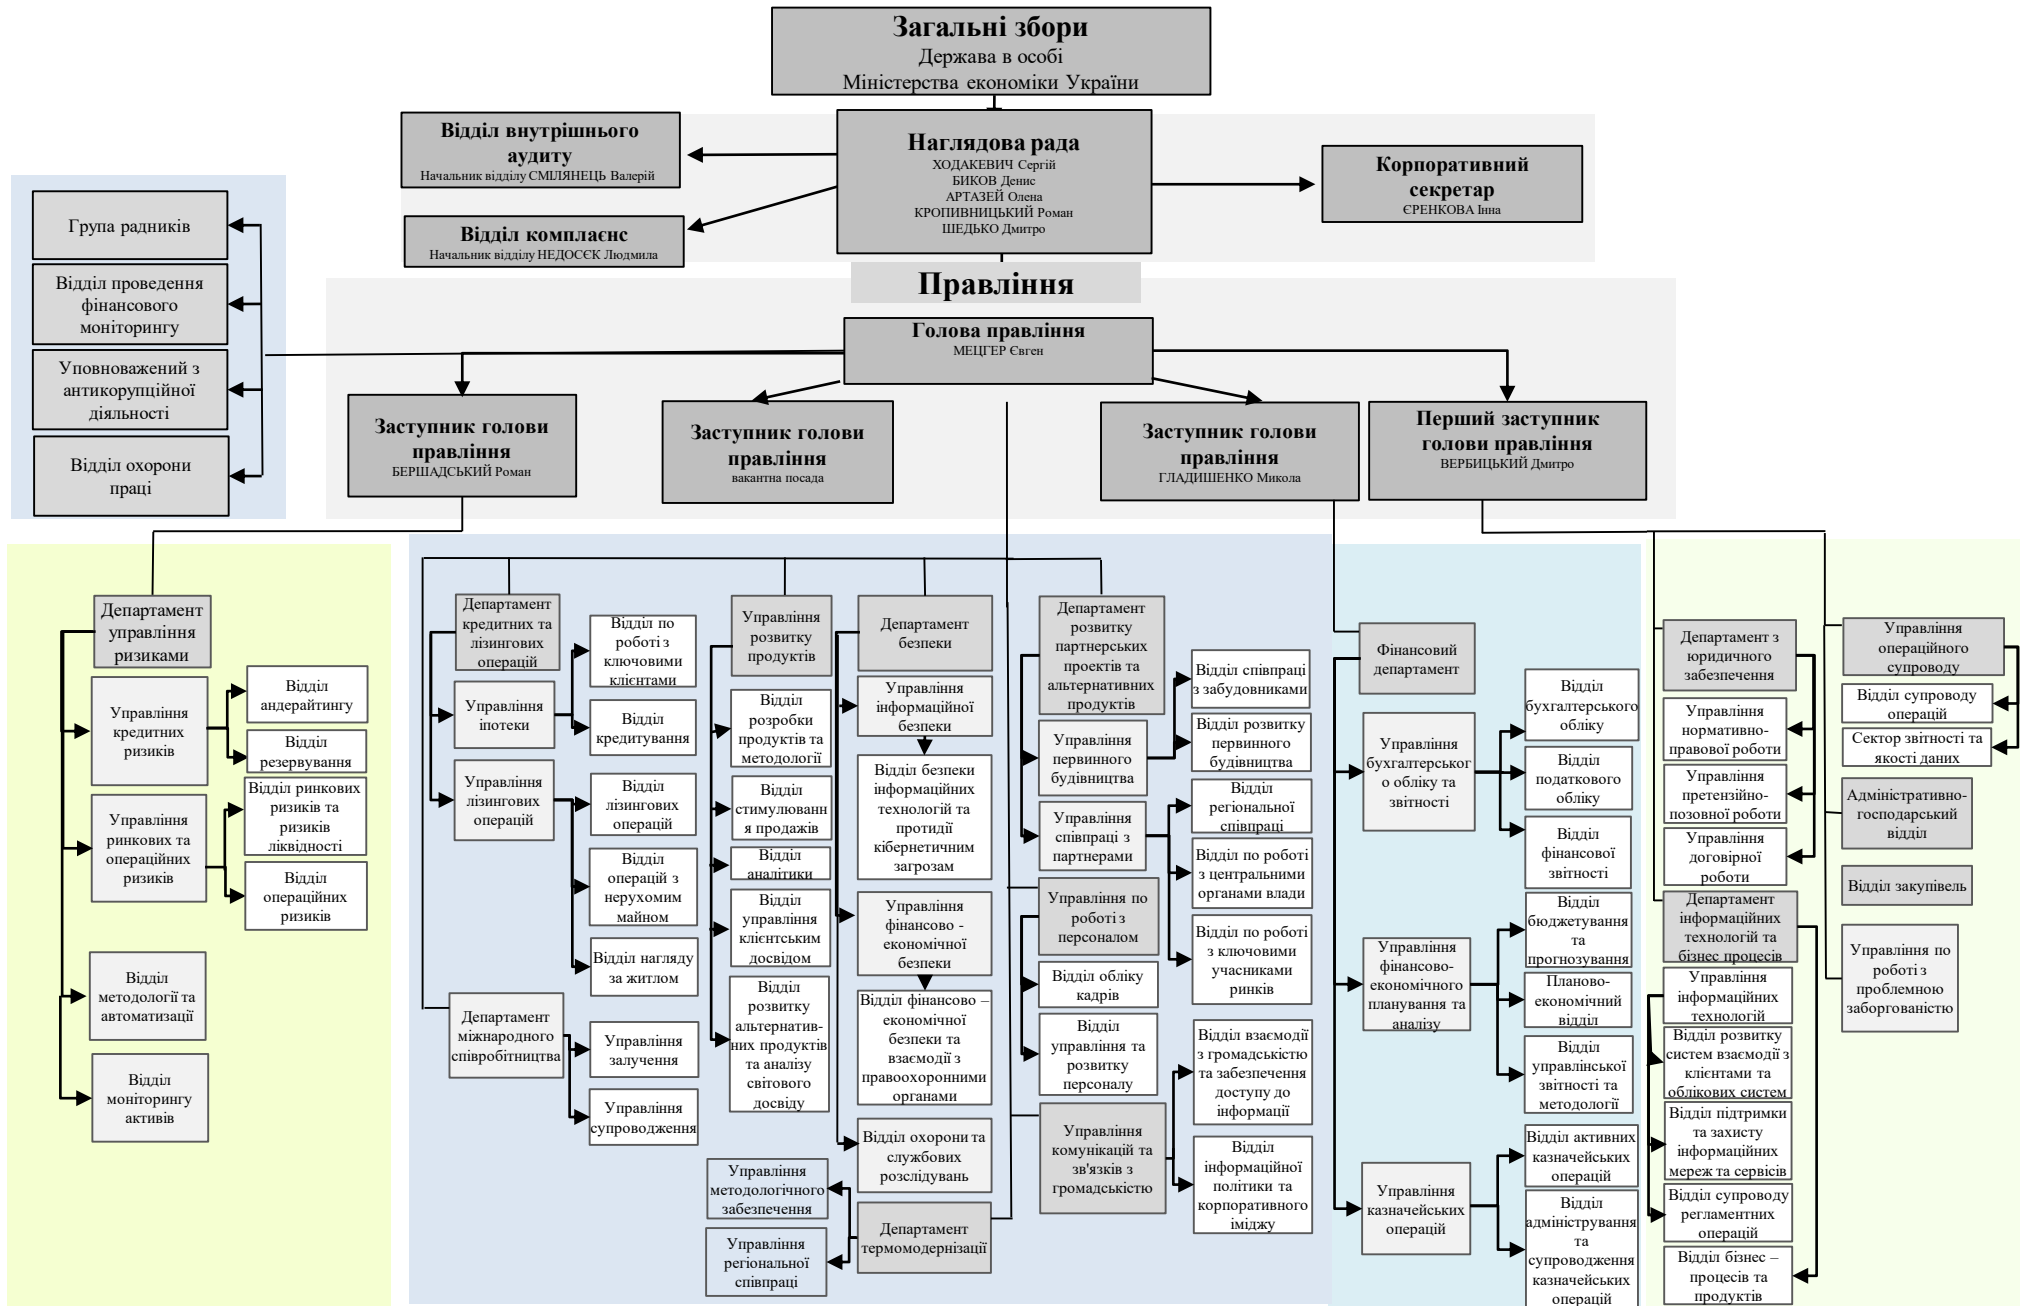 Загальні збори
Держава в особі
Міністерства економіки України
Відділ внутрішнього
аудиту
Начальник відділу СМІЛЯНЕЦЬ Валерій
Наглядова рада
ХОДАКЕВИЧ Сергій
БИКОВ Денис
АРТАЗЕЙ Олена
КРОПИВНИЦЬКИЙ Роман
ШЕДЬКО Дмитро
Корпоративний
секретар
ЄРЕНКОВА Інна
Відділ комплаєнс
Начальник відділу НЕДОСЄК Людмила
Група радників
Відділ проведення
фінансового
моніторингу
Уповноважений з
антикорупційної
діяльності
Відділ охорони
праці
Правління
Голова правління
МЕЦГЕР Євген
Заступник голови
правління
БЕРШАДСЬКИЙ Роман
Заступник голови
правління
вакантна посада
Заступник голови
правління
ГЛАДИШЕНКО Микола
Перший заступник
голови правління
ВЕРБИЦЬКИЙ Дмитро
Департамент
управління
ризиками
Управління
кредитних
ризиків
Відділ
андерайтингу
Відділ
резервування
Управління
ринкових та
операційних
ризиків
Відділ ринкових
ризиків та
ризиків
ліквідності
Відділ
операційних
ризиків
Відділ
методології та
автоматизації
Відділ
моніторингу
активів
Департамент
кредитних та
лізингових
операцій
Управління
іпотеки
Відділ по
роботі з
ключовими
клієнтами
Відділ
кредитування
Управління
лізингових
операцій
Відділ
лізингових
операцій
Відділ
операцій з
нерухомим
майном
Відділ нагляду
за житлом
Департамент
міжнародного
співробітництва
Управління
залучення
Управління
супроводження
Управління
розвитку
продуктів
Відділ
розробки
продуктів та
методології
Відділ
стимулюванн
я продажів
Відділ
аналітики
Відділ
управління
клієнтським
досвідом
Відділ
розвитку
альтернатив-
них продуктів
та аналізу
світового
досвіду
Департамент
безпеки
Управління
інформаційної
безпеки
Відділ безпеки
інформаційних
технологій та
протидії
кібернетичним
загрозам
Управління
фінансово -
економічної
безпеки
Відділ фінансово –
економічної
безпеки та
взаємодії з
правоохоронними
органами
Відділ охорони та
службових
розслідувань
Управління
методологічного
забезпечення
Управління
регіональної
співпраці
Департамент
термомодернізації
Департамент
розвитку
партнерських
проектів та
альтернативних
продуктів
Управління
первинного
будівництва
Відділ співпраці
з забудовниками
Відділ розвитку
первинного
будівництва
Управління
співпраці з
партнерами
Відділ
регіональної
співпраці
Відділ по роботі
з центральними
органами влади
Відділ по роботі
з ключовими
учасниками
ринків
Управління по
роботі з
персоналом
Відділ обліку
кадрів
Відділ
управління та
розвитку
персоналу
Управління
комунікацій та
зв'язків з
громадськістю
Відділ взаємодії
з громадськістю
та забезпечення
доступу до
інформації
Відділ
інформаційної
політики та
корпоративного
іміджу
Фінансовий
департамент
Управління
бухгалтерськог
о обліку та
звітності
Відділ
бухгалтерського
обліку
Відділ
податкового
обліку
Відділ
фінансової
звітності
Управління
фінансово-
економічного
планування та
аналізу
Відділ
бюджетування
та
прогнозування
Планово-
економічний
відділ
Відділ
управлінської
звітності та
методології
Управління
казначейських
операцій
Відділ активних
казначейських
операцій
Відділ
адміністрування
та
супроводження
казначейських
операцій
Департамент з
юридичного
забезпечення
Управління
нормативно-
правової роботи
Управління
претензійно-
позовної роботи
Управління
договірної
роботи
Департамент
інформаційних
технологій та
бізнес процесів
Управління
інформаційних
технологій
Відділ розвитку
систем взаємодії з
клієнтами та
облікових систем
Відділ підтримки
та захисту
інформаційних
мереж та сервісів
Відділ супроводу
регламентних
операцій
Відділ бізнес –
процесів та
продуктів
Управління
операційного
супроводу
Відділ супроводу
операцій
Сектор звітності та
якості даних
Адміністративно-
господарський
відділ
Відділ закупівель
Управління по
роботі з
проблемною
заборгованістю